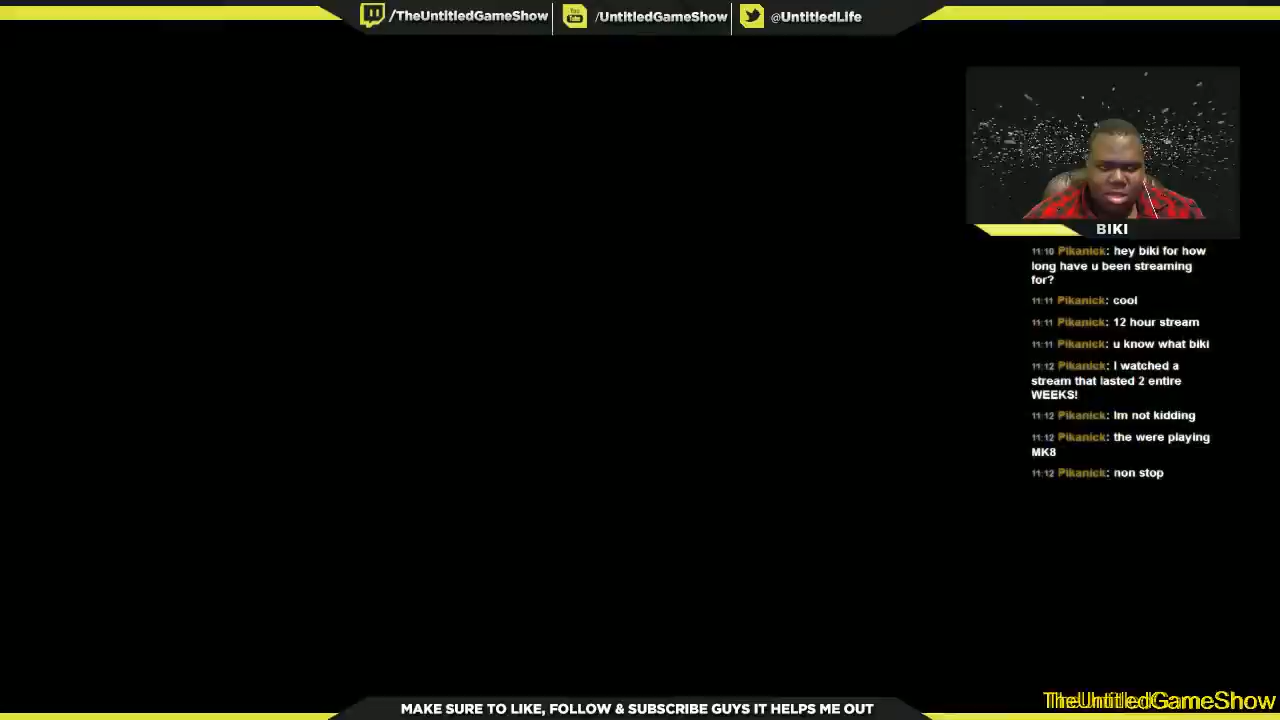 /TheUntitledGameShow
You Tube
/UntitledGameShow
@UntitledLife
BIKI
11:10 Pikanick: hey biki for how
long have u been streaming
for?
11:11 Pikanick: cool
11:11 Pikanick: 12 hour stream
11:11 Pikanick: u know what biki
11:12 Pikanick: I watched a
stream that lasted 2 entire
WEEKS!
11:12 Pikanick: Im not kidding
11:12 Pikanick: the were playing
MK8
11:12 Pikanick: non stop
MAKE SURE TO LIKE, FOLLOW & SUBSCRIBE GUYS IT HELPS ME OUT
TheUntitledGameShow